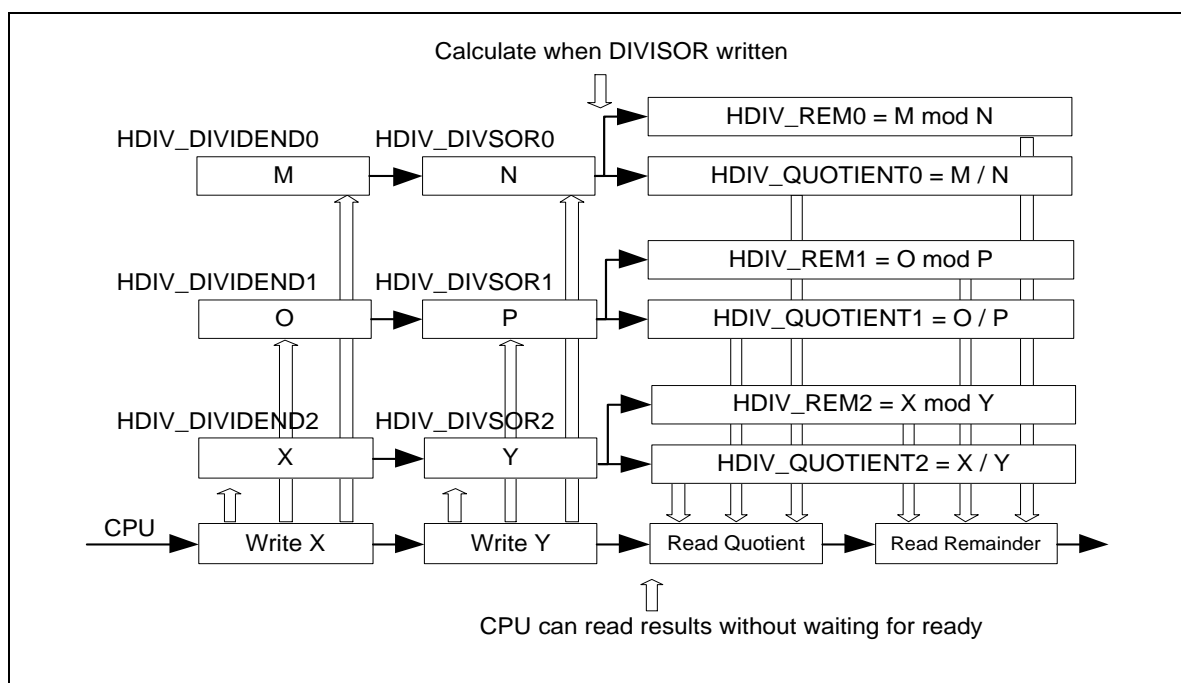 Calculate when DIVISOR written
HDIV_REM0 = M mod N
HDIV_DIVIDEND0
HDIV_DIVSOR0
M
N
HDIV_QUOTIENT0 = M / N
HDIV_REM1 = O mod P
HDIV_DIVIDEND1
HDIV_DIVSOR1
O
P
HDIV_QUOTIENT1 = O / P
HDIV_REM2 = X mod Y
HDIV_DIVIDEND2
HDIV_DIVSOR2
X
Y
HDIV_QUOTIENT2 = X / Y
CPU
Write X
Write Y
Read Quotient
Read Remainder
CPU can read results without waiting for ready